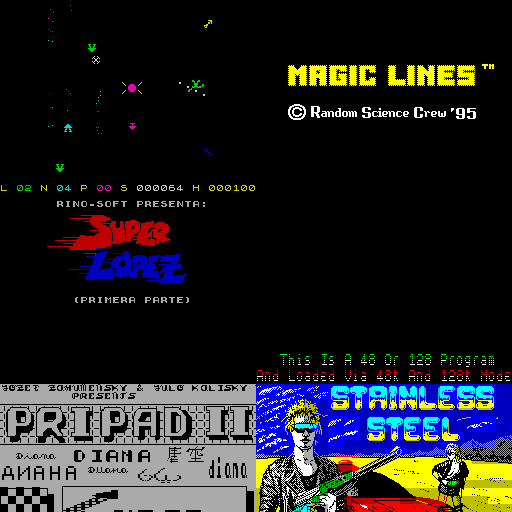 L 02 N 04 P 00 S 000064 H 000100
MAGIC LINES™
© Random Science Crew '95
RINO-SOFT PRESENTA:
SUPER
LOPEZ
(PRIMERA PARTE)
This Is A 48 Or 128 Program
And Loaded Via 48K And 128K Mode
JOZEF ZAMUMENSKY & JULO KALISKY
PRESENTS
PRIPAD II
Diana DIANA
diana
STAINLESS
STEEL